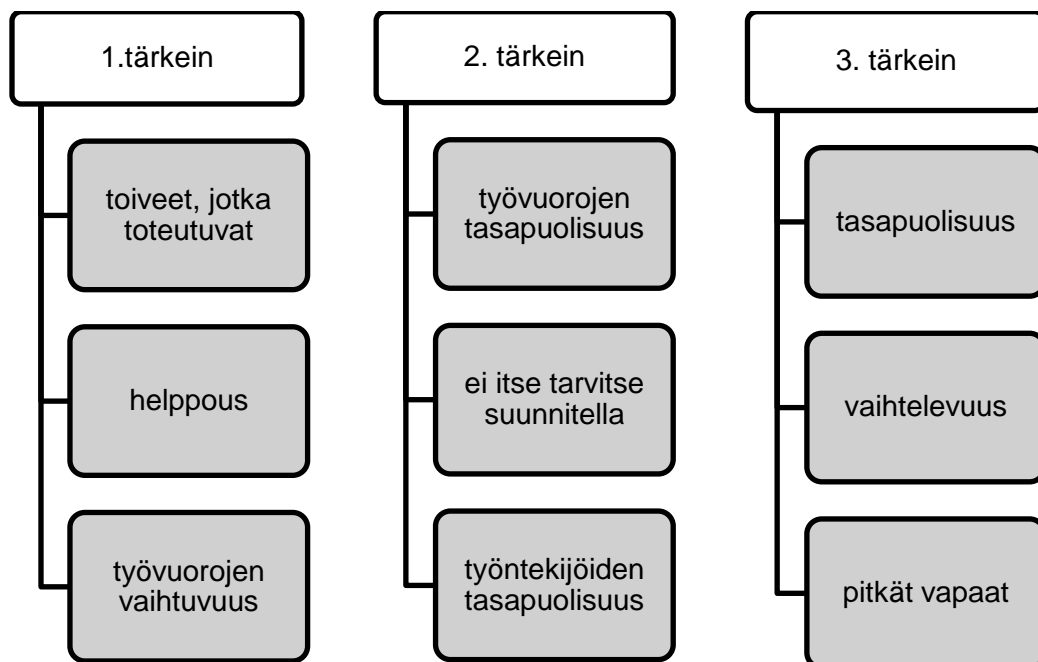 1.tärkein
toiveet, jotka
toteutuvat
helppous
työvuorojen
vaihtuvuus
2. tärkein
työvuorojen
tasapuolisuus
ei itse tarvitse
suunnitella
työntekijöiden
tasapuolisuus
3. tärkein
tasapuolisuus
vaihtelevuus
pitkät vapaat